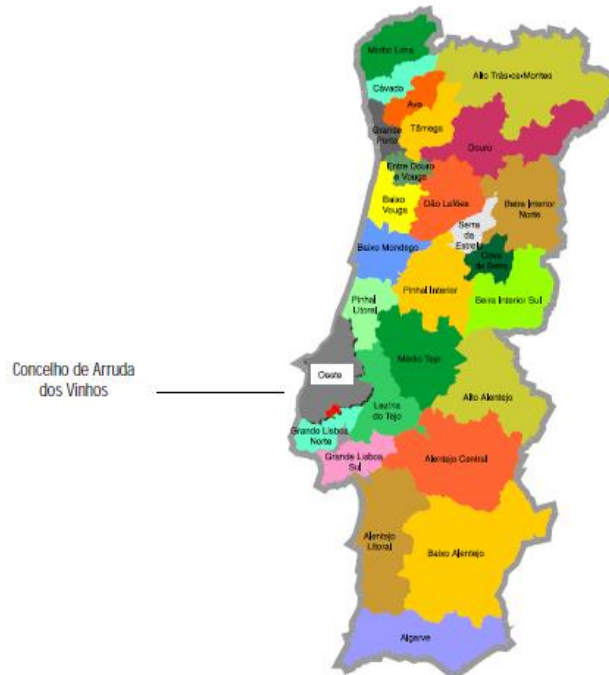 Minho Lima
Alto Trás-os-Montes
Cávado
Ave
Tâmega
Grande
Porto
Douro
Entre Douro
e Vouga
Baixo
Vouga
Dão Lafões
Beira Interior
Norte
Serra
da
Estrela
Baixo Mondego
Cova da Beira
Pinhal Interior
Beira Interior Sul
Pinhal
Litoral
Médio Tejo
Concelho de Arruda
dos Vinhos
Oeste
Alto Alentejo
Lezíria
do Tejo
Grande Lisboa
Norte
Grande Lisboa
Sul
Alentejo Central
Alentejo
Litoral
Baixo Alentejo
Algarve